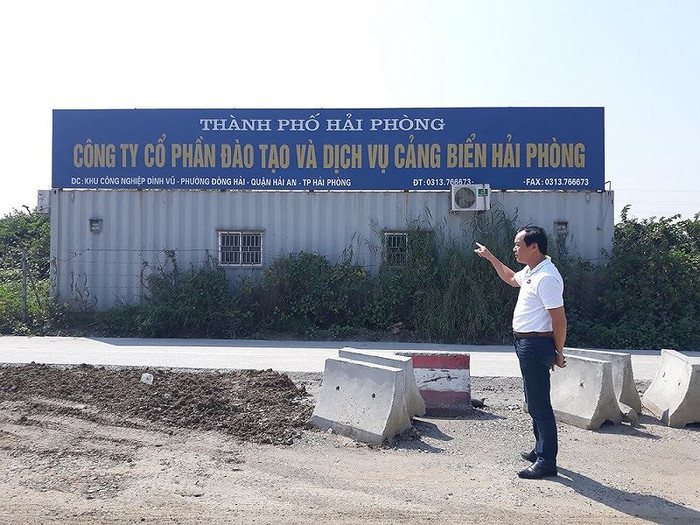 THÀNH PHỐ HẢI PHÒNG
CÔNG TY CỔ PHẦN ĐÀO TẠO VÀ DỊCH VỤ CẢNG BIỂN HẢI PHÒNG
ĐC: KHU CÔNG NGHIỆP ĐÌNH VŨ - PHƯỜNG ĐÔNG HẢI - QUẬN HẢI AN - TP HẢI PHÒNG ĐT: 0313.766673 - FAX: 0313.766673